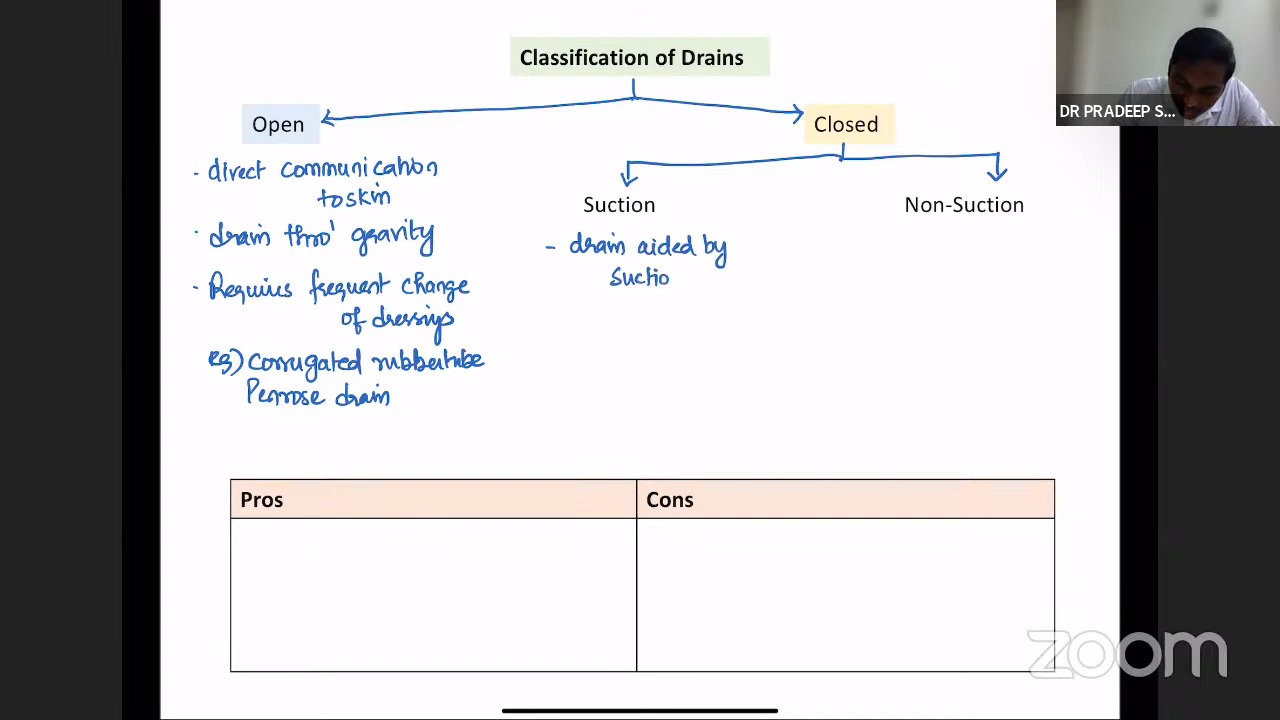 Classification of Drains
DR PRADEEP S...
Open
Closed
- direct communication
to skin
- drain thro' gravity
- Requires frequent change
of dressings
eg) Corrugated rubber tube
Penrose drain
Suction
- drain aided by
suctio
Non-Suction
Pros
Cons
zoom